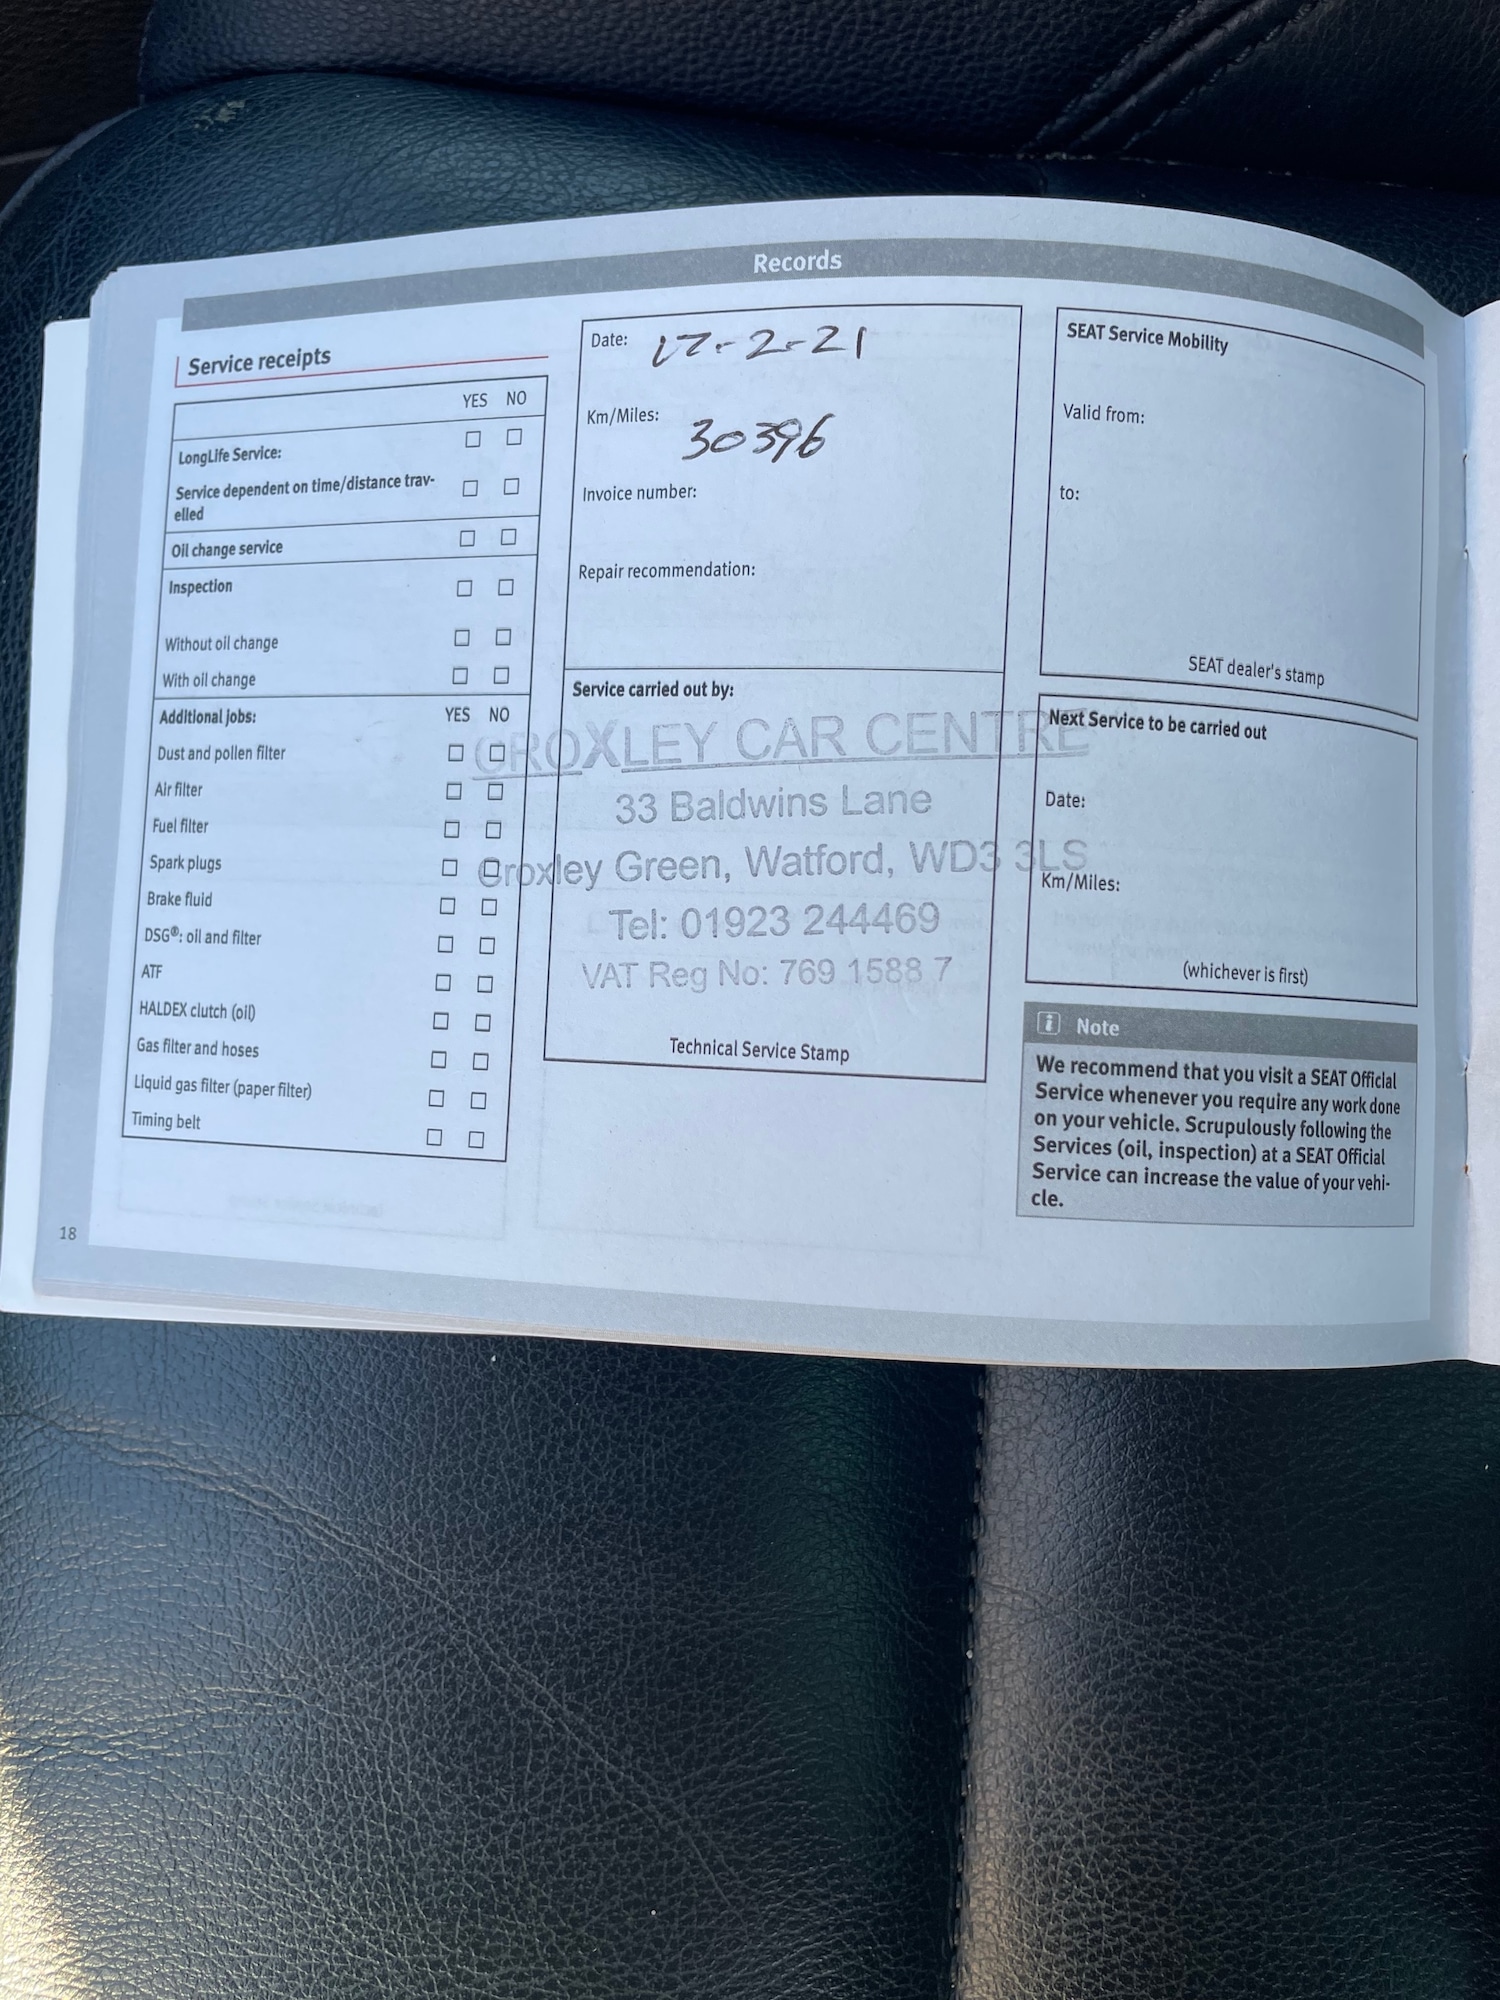 Records
Service receipts
YES NO
LongLife Service:
Service dependent on time/distance trav-
elled
Oil change service
Inspection
Without oil change
With oil change
Additional Jobs: YES NO
Dust and pollen filter
Air filter
Fuel filter
Spark plugs
Brake fluid
DSG®: oil and filter
ATF
HALDEX clutch (oil)
Gas filter and hoses
Liquid gas filter (paper filter)
Timing belt
18
Date: 17-2-21
Km/Miles: 30396
Invoice number:
Repair recommendation:
Service carried out by:
CROXLEY CAR CENTRE
33 Baldwins Lane
Croxley Green, Watford, WD3 3LS
Tel: 01923 244469
VAT Reg No: 769 1588 7
Technical Service Stamp
SEAT Service Mobility
Valid from:
to:
SEAT dealer's stamp
Next Service to be carried out
Date:
Km/Miles:
(whichever is first)
i Note
We recommend that you visit a SEAT Official
Service whenever you require any work done
on your vehicle. Scrupulously following the
Services (oil, inspection) at a SEAT Official
Service can increase the value of your vehi-
cle.